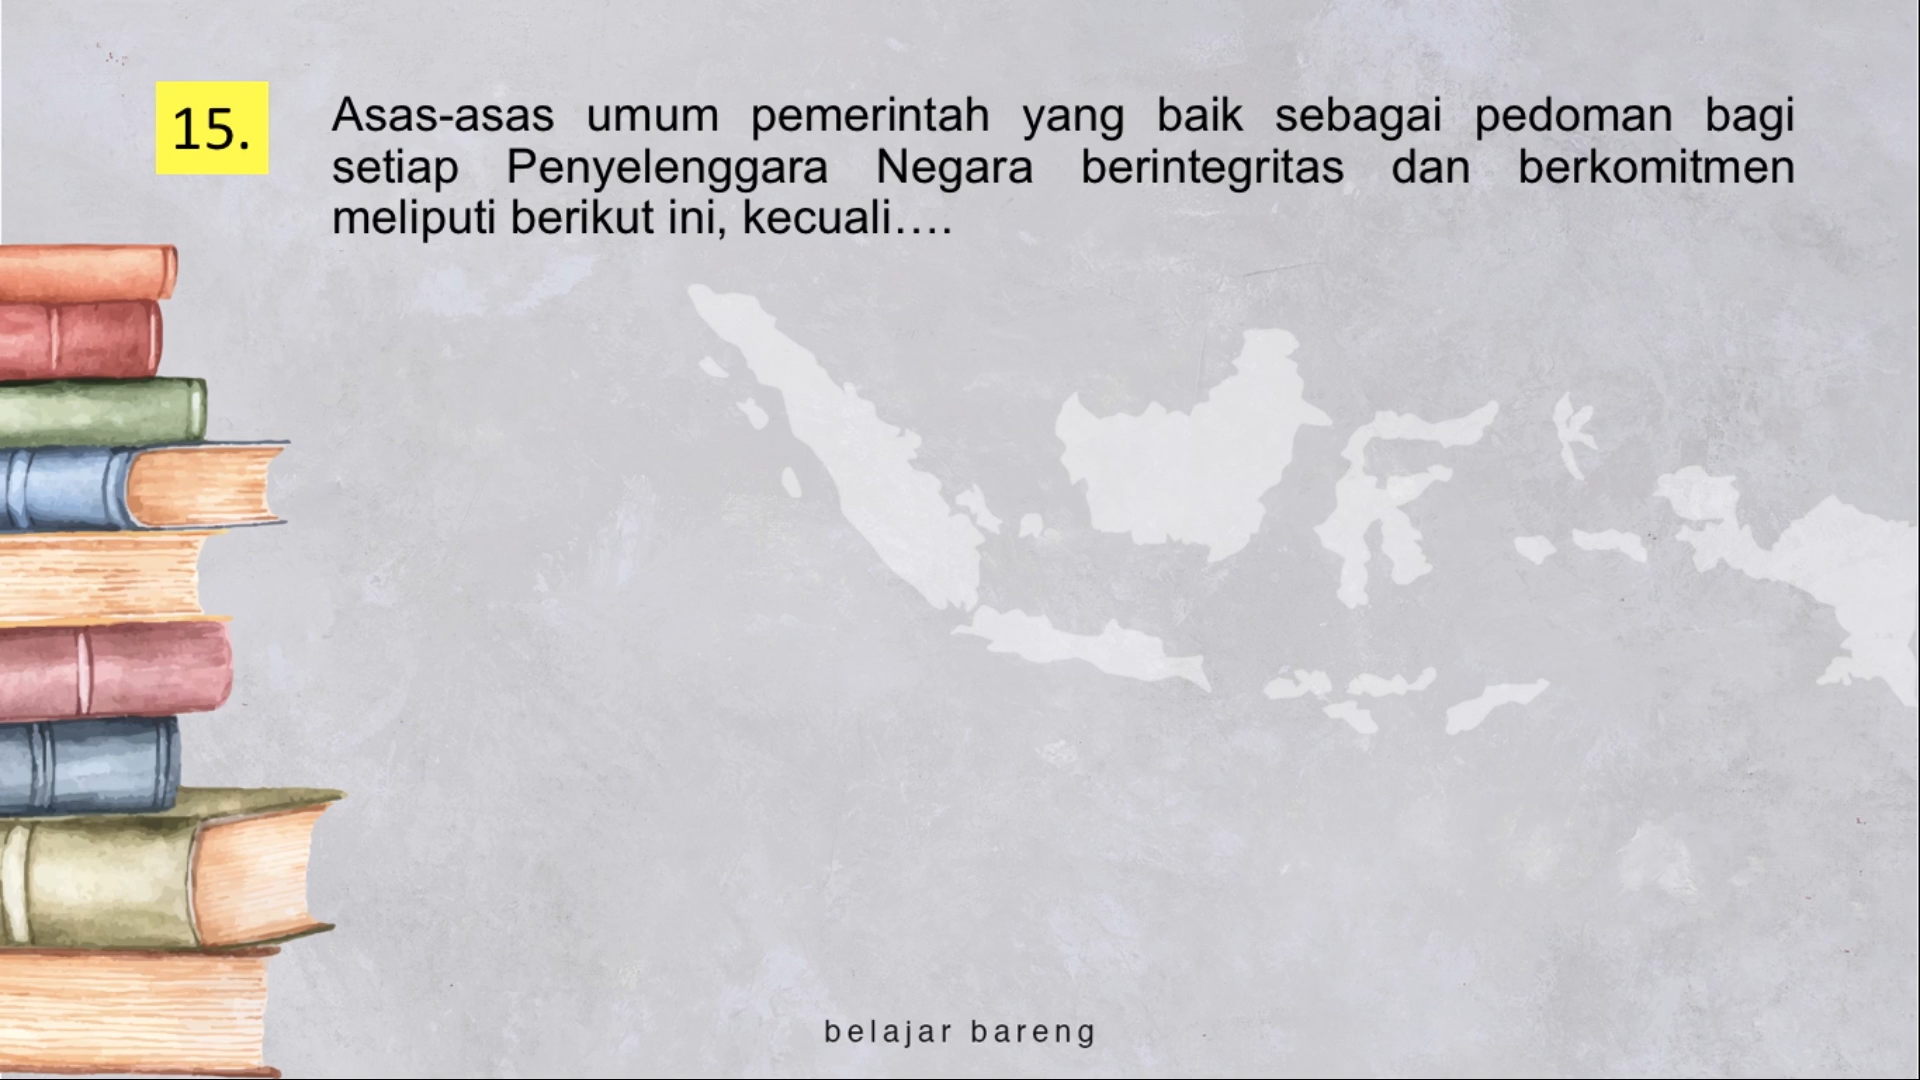 15.
Asas-asas umum pemerintah yang baik sebagai pedoman bagi
setiap Penyelenggara Negara berintegritas dan berkomitmen
meliputi berikut ini, kecuali….
belajar bareng